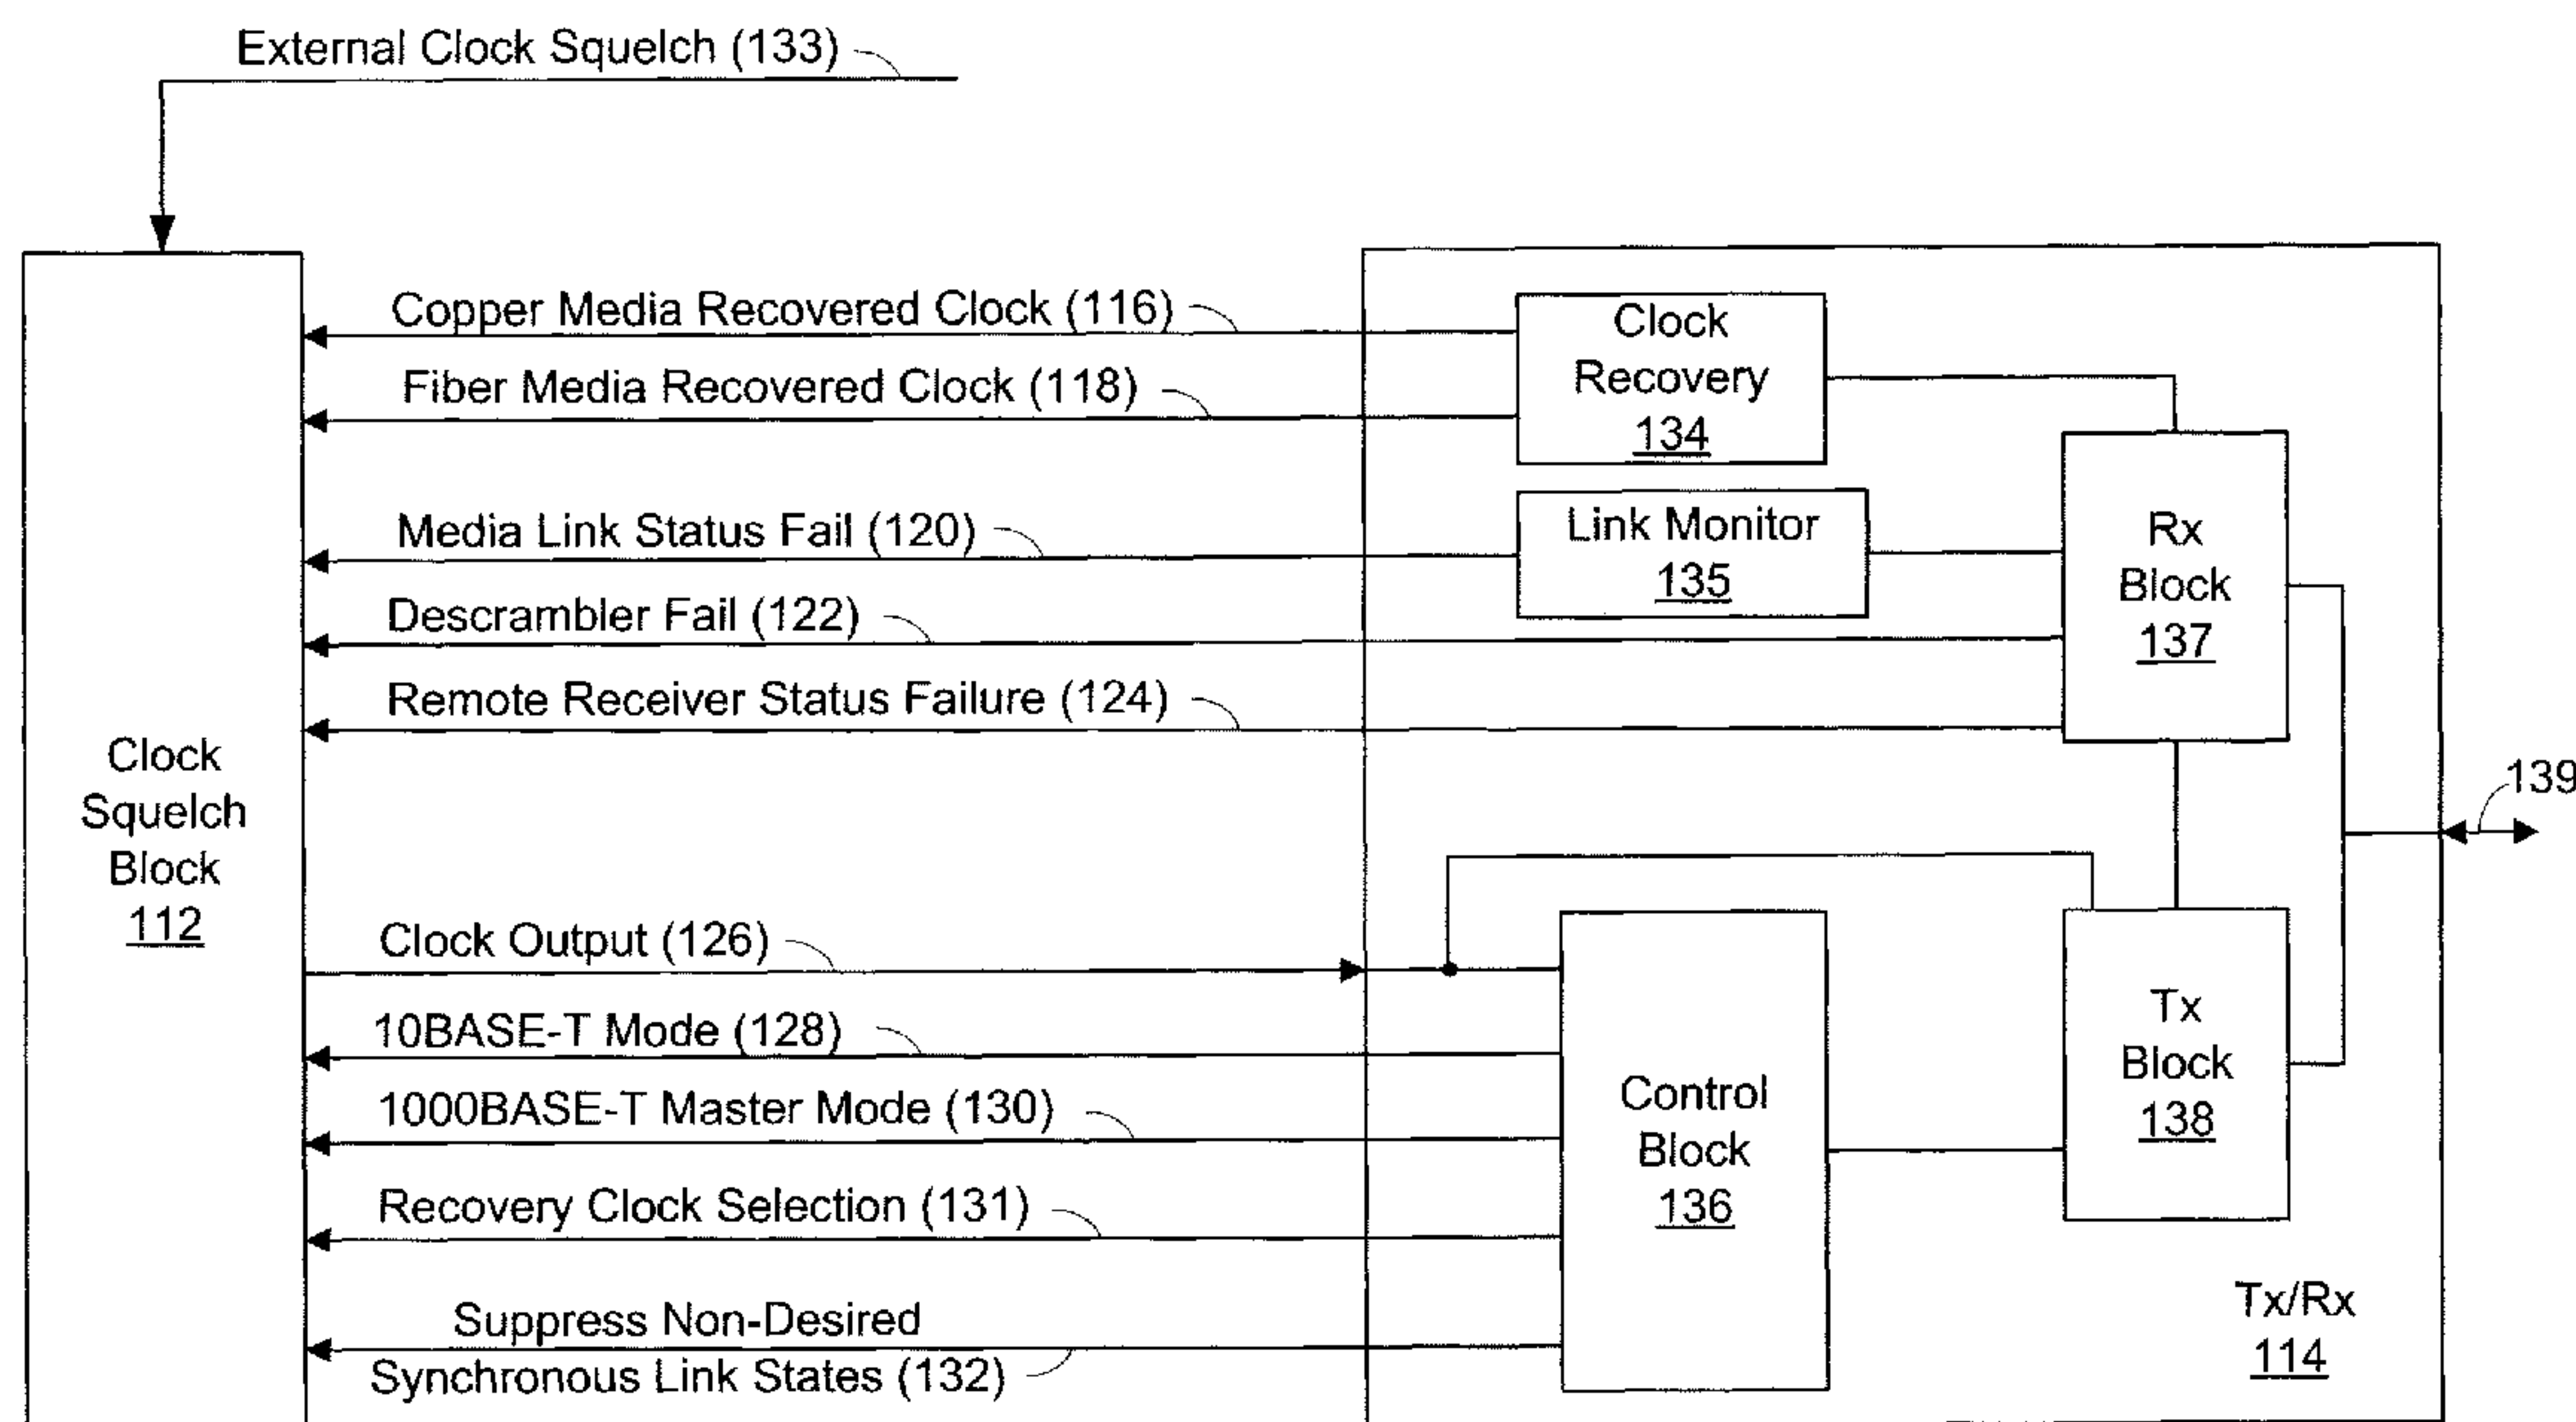 External Clock Squelch (133)
Copper Media Recovered Clock (116)
Fiber Media Recovered Clock (118)
Media Link Status Fail (120)
Descrambler Fail (122)
Remote Receiver Status Failure (124)
Clock
Squelch
Block
112
Clock Output (126)
10BASE-T Mode (128)
1000BASE-T Master Mode (130)
Recovery Clock Selection (131)
Suppress Non-Desired
Synchronous Link States (132)
Clock
Recovery
134
Link Monitor
135
Rx
Block
137
139
Control
Block
136
Tx
Block
138
Tx/Rx
114